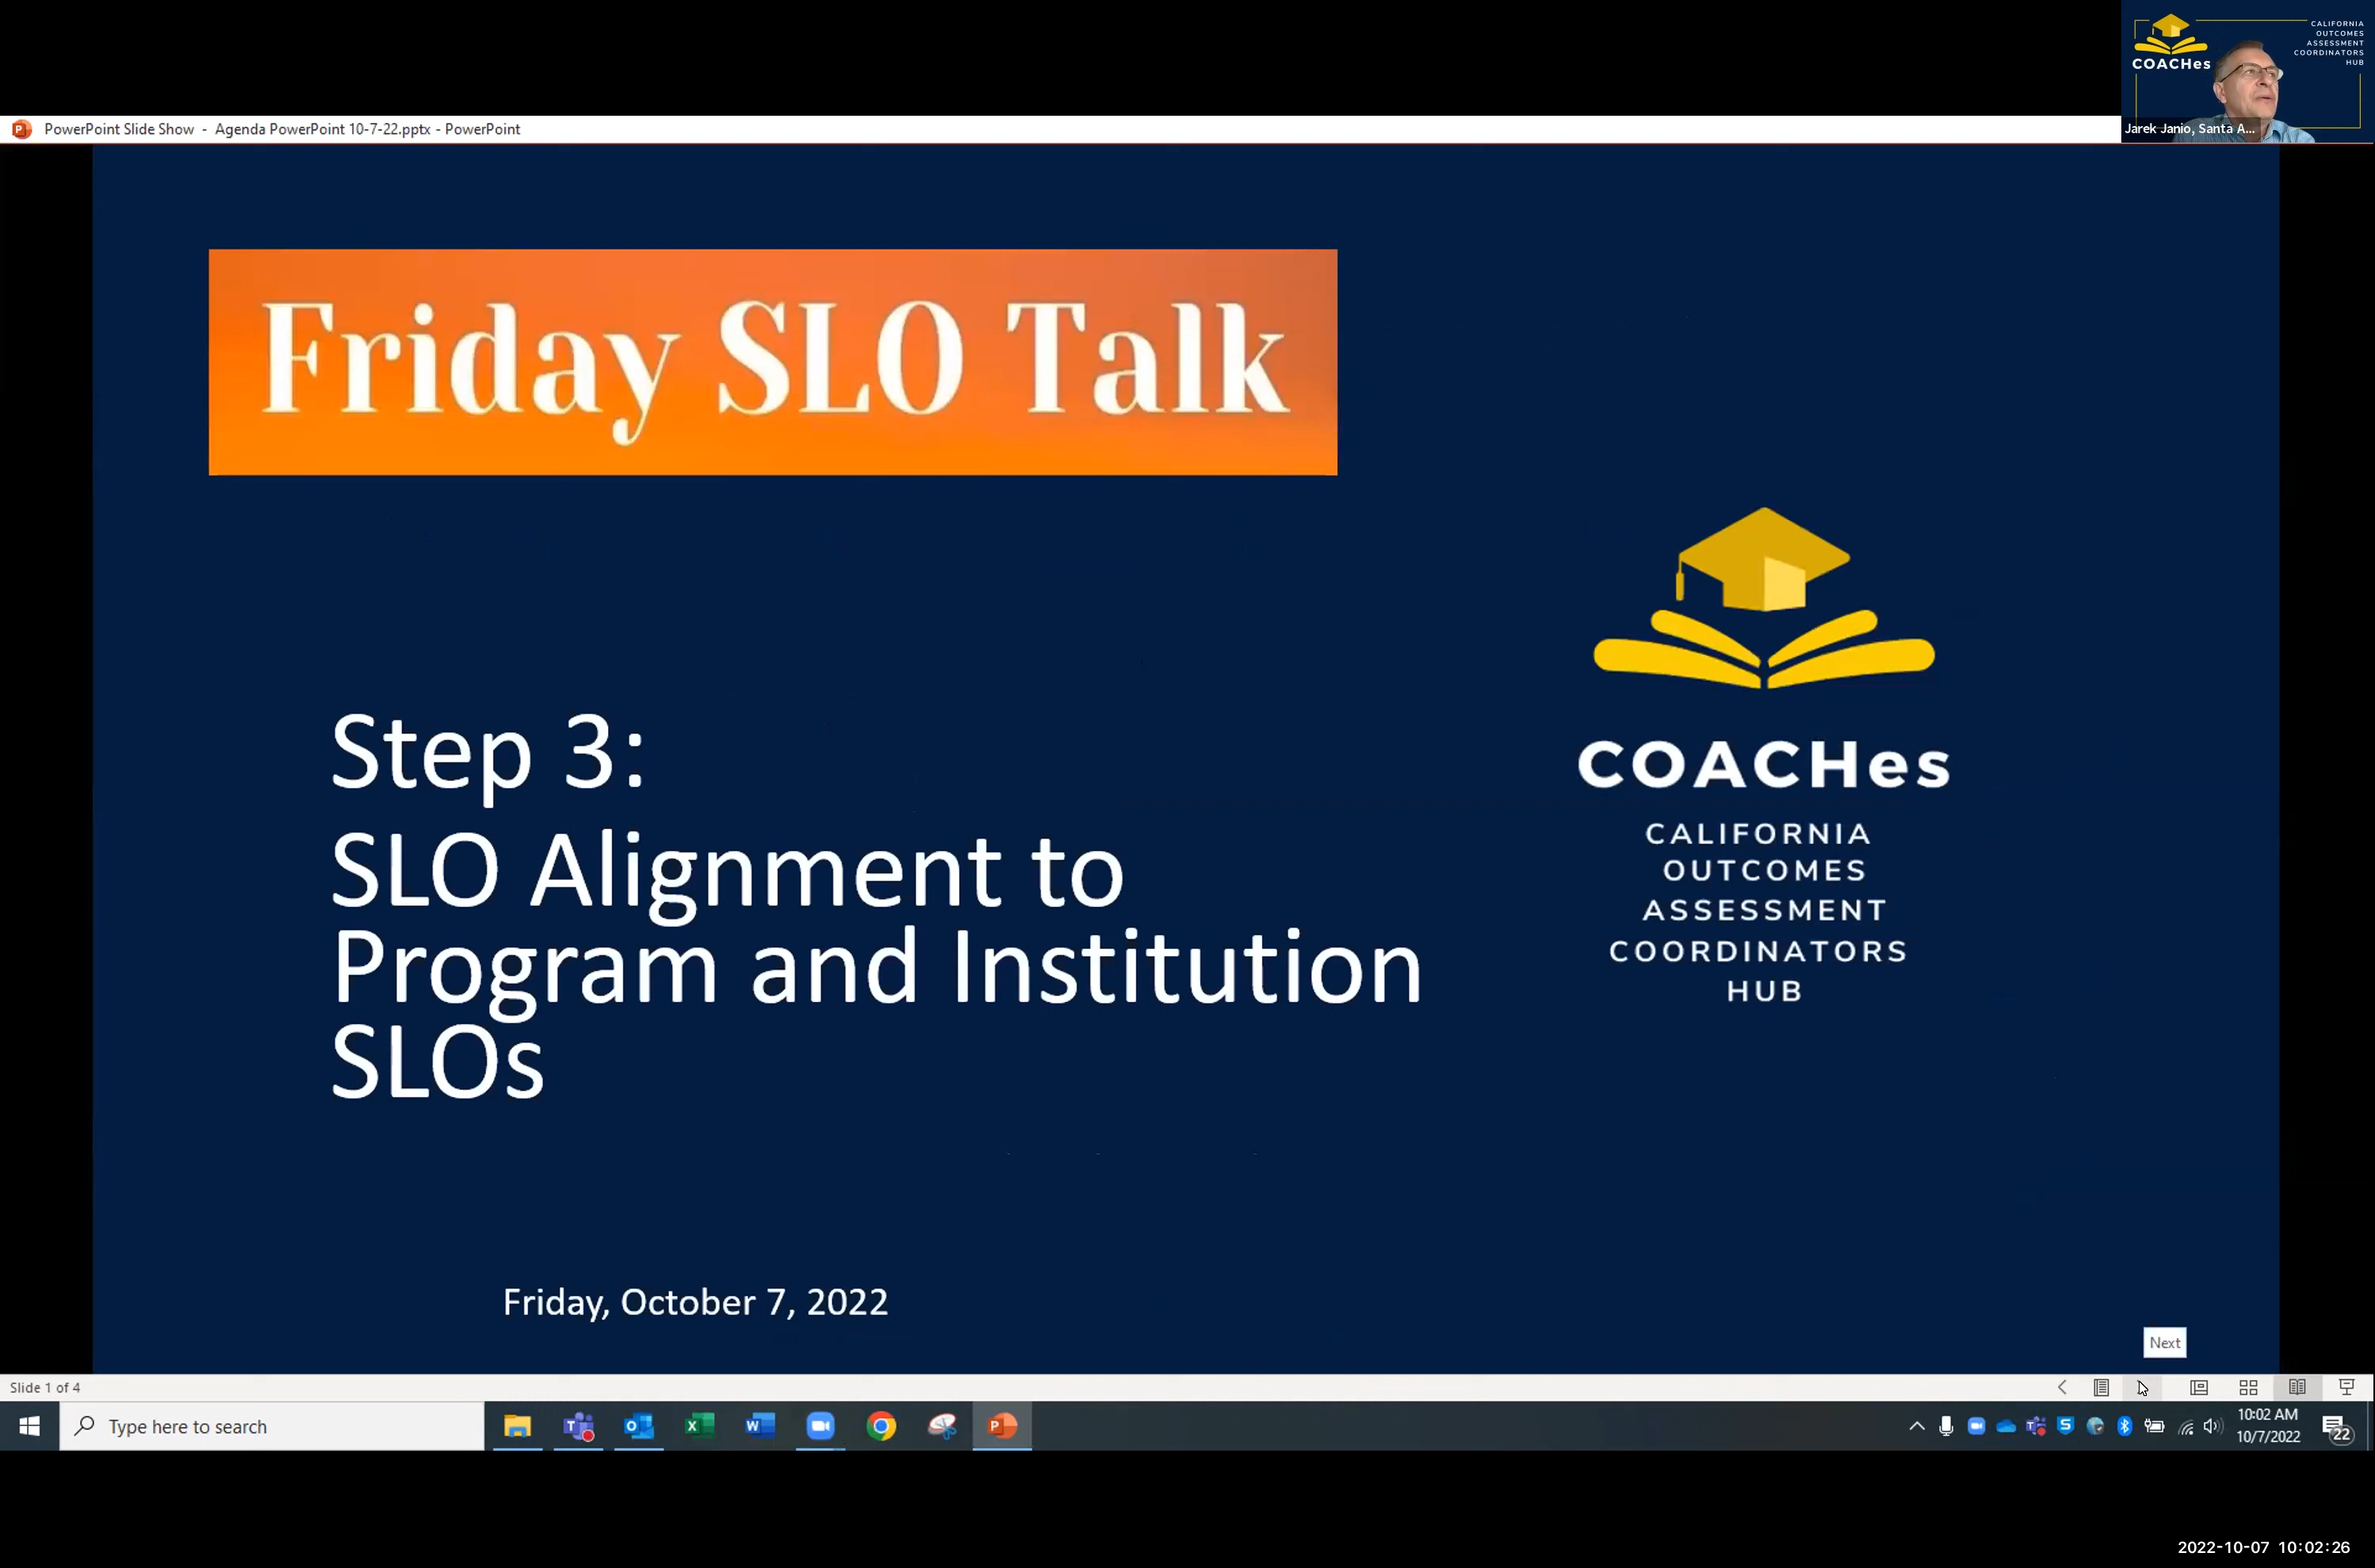 COACHes
CALIFORNIA
OUTCOMES
ASSESSMENT
COORDINATORS
HUB
Jarek Janio, Santa A...
PowerPoint Slide Show - Agenda PowerPoint 10-7-22.pptx - PowerPoint
Friday SLO Talk
Step 3:
SLO Alignment to
Program and Institution
SLOs
COACHes
CALIFORNIA
OUTCOMES
ASSESSMENT
COORDINATORS
HUB
Friday, October 7, 2022
Next
Slide 1 of 4
Type here to search
10:02 AM
10/7/2022
22
2022-10-07 10:02:26